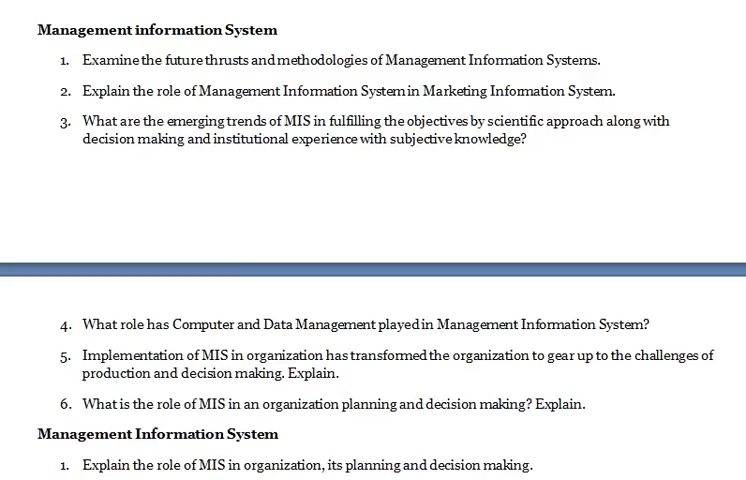 Management information System
1. Examine the future thrusts and methodologies of Management Information Systems.
2. Explain the role of Management Information System in Marketing Information System.
3. What are the emerging trends of MIS in fulfilling the objectives by scientific approach along with
decision making and institutional experience with subjective knowledge?
4. What role has Computer and Data Management played in Management Information System?
5. Implementation of MIS in organization has transformed the organization to gear up to the challenges of
production and decision making. Explain.
6. What is the role of MIS in an organization planning and decision making? Explain.
Management Information System
1. Explain the role of MIS in organization, its planning and decision making.